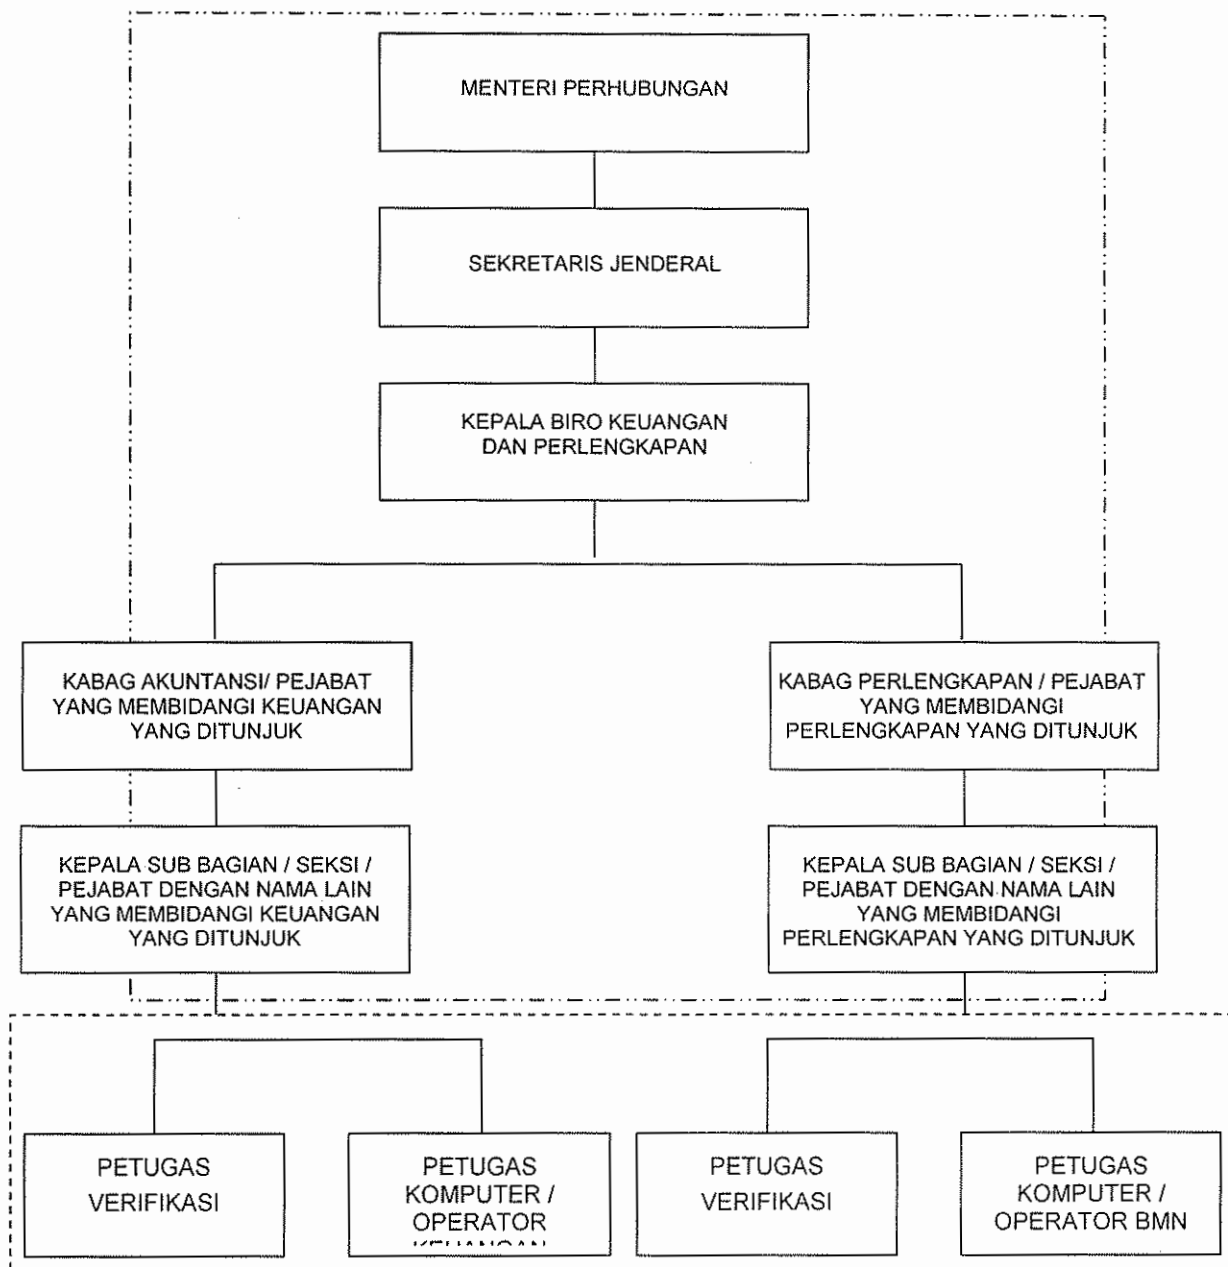 MENTERI PERHUBUNGAN
SEKRETARIS JENDERAL
KEPALA BIRO KEUANGAN
DAN PERLENGKAPAN
KABAG AKUNTANSI/ PEJABAT
YANG MEMBIDANGI KEUANGAN
YANG DITUNJUK
KABAG PERLENGKAPAN / PEJABAT
YANG MEMBIDANGI
PERLENGKAPAN YANG DITUNJUK
KEPALA SUB BAGIAN / SEKSI /
PEJABAT DENGAN NAMA LAIN
YANG MEMBIDANGI KEUANGAN
YANG DITUNJUK
KEPALA SUB BAGIAN / SEKSI /
PEJABAT DENGAN NAMA LAIN
YANG MEMBIDANGI
PERLENGKAPAN YANG DITUNJUK
PETUGAS
VERIFIKASI
PETUGAS
KOMPUTER /
OPERATOR
KEUANGAN
PETUGAS
VERIFIKASI
PETUGAS
KOMPUTER /
OPERATOR BMN